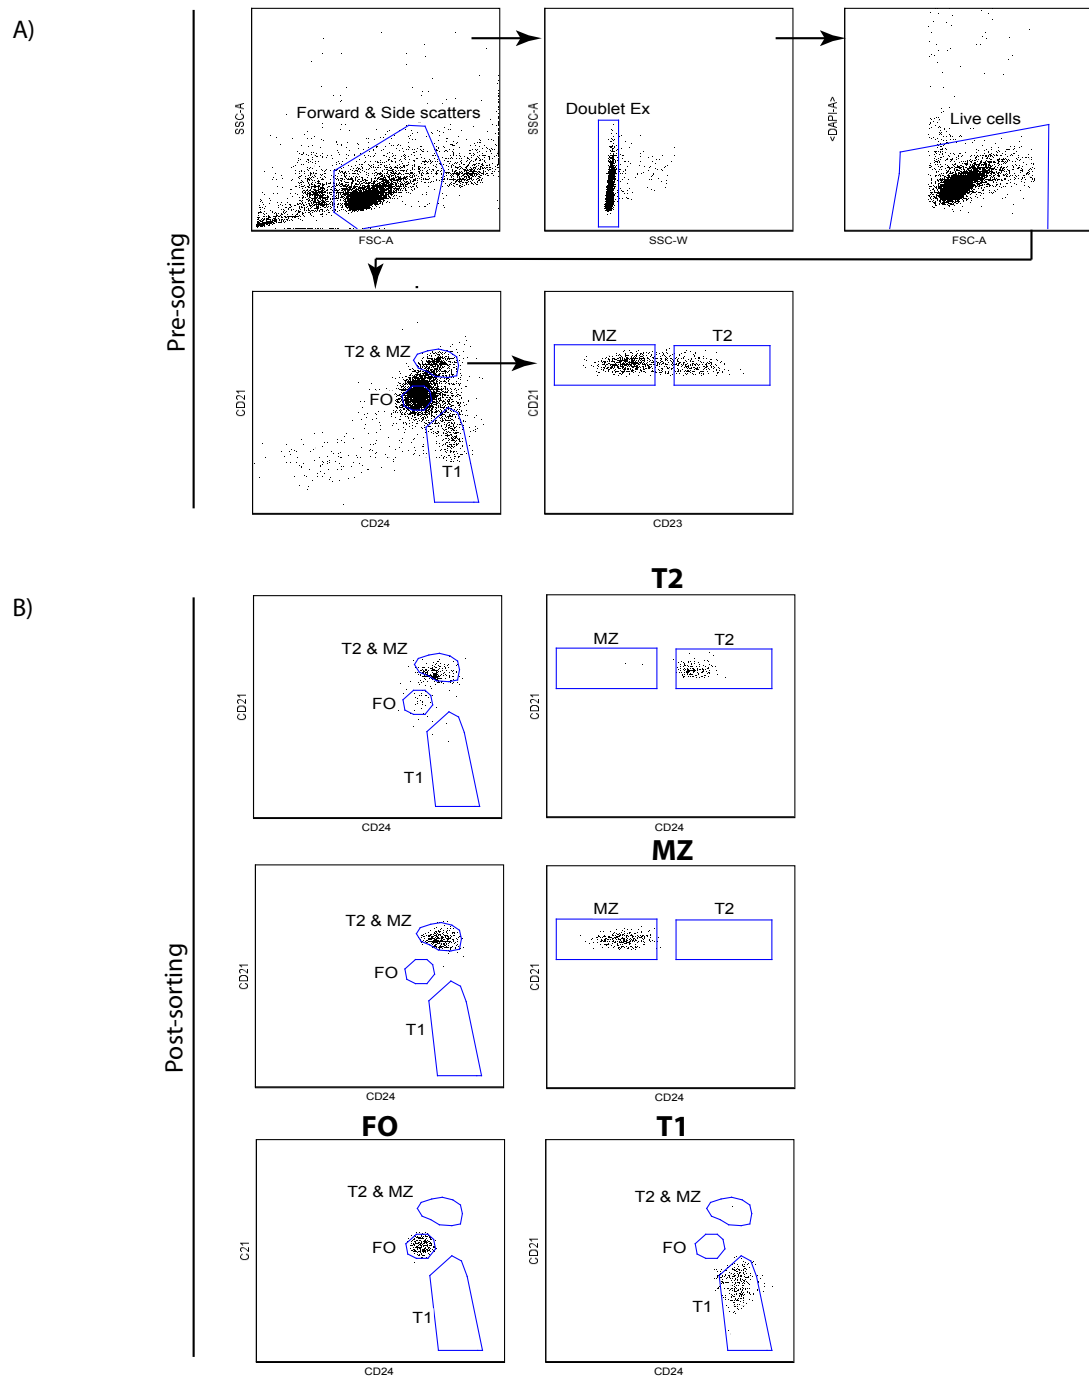 A)
Pre-sorting
SSC-A
Forward & Side scatters
FSC-A
SSC-A
Doublet Ex
SSC-W
<DAPI-A>
Live cells
FSC-A
CD21
T2 & MZ
FO
T1
CD24
CD21
MZ
T2
CD23
B)
Post-sorting
T2
CD21
T2 & MZ
FO
T1
CD24
CD21
MZ
T2
CD24
MZ
CD21
T2 & MZ
FO
T1
CD24
CD21
MZ
T2
CD24
FO
C21
T2 & MZ
FO
T1
CD24
T1
CD21
T2 & MZ
FO
T1
CD24